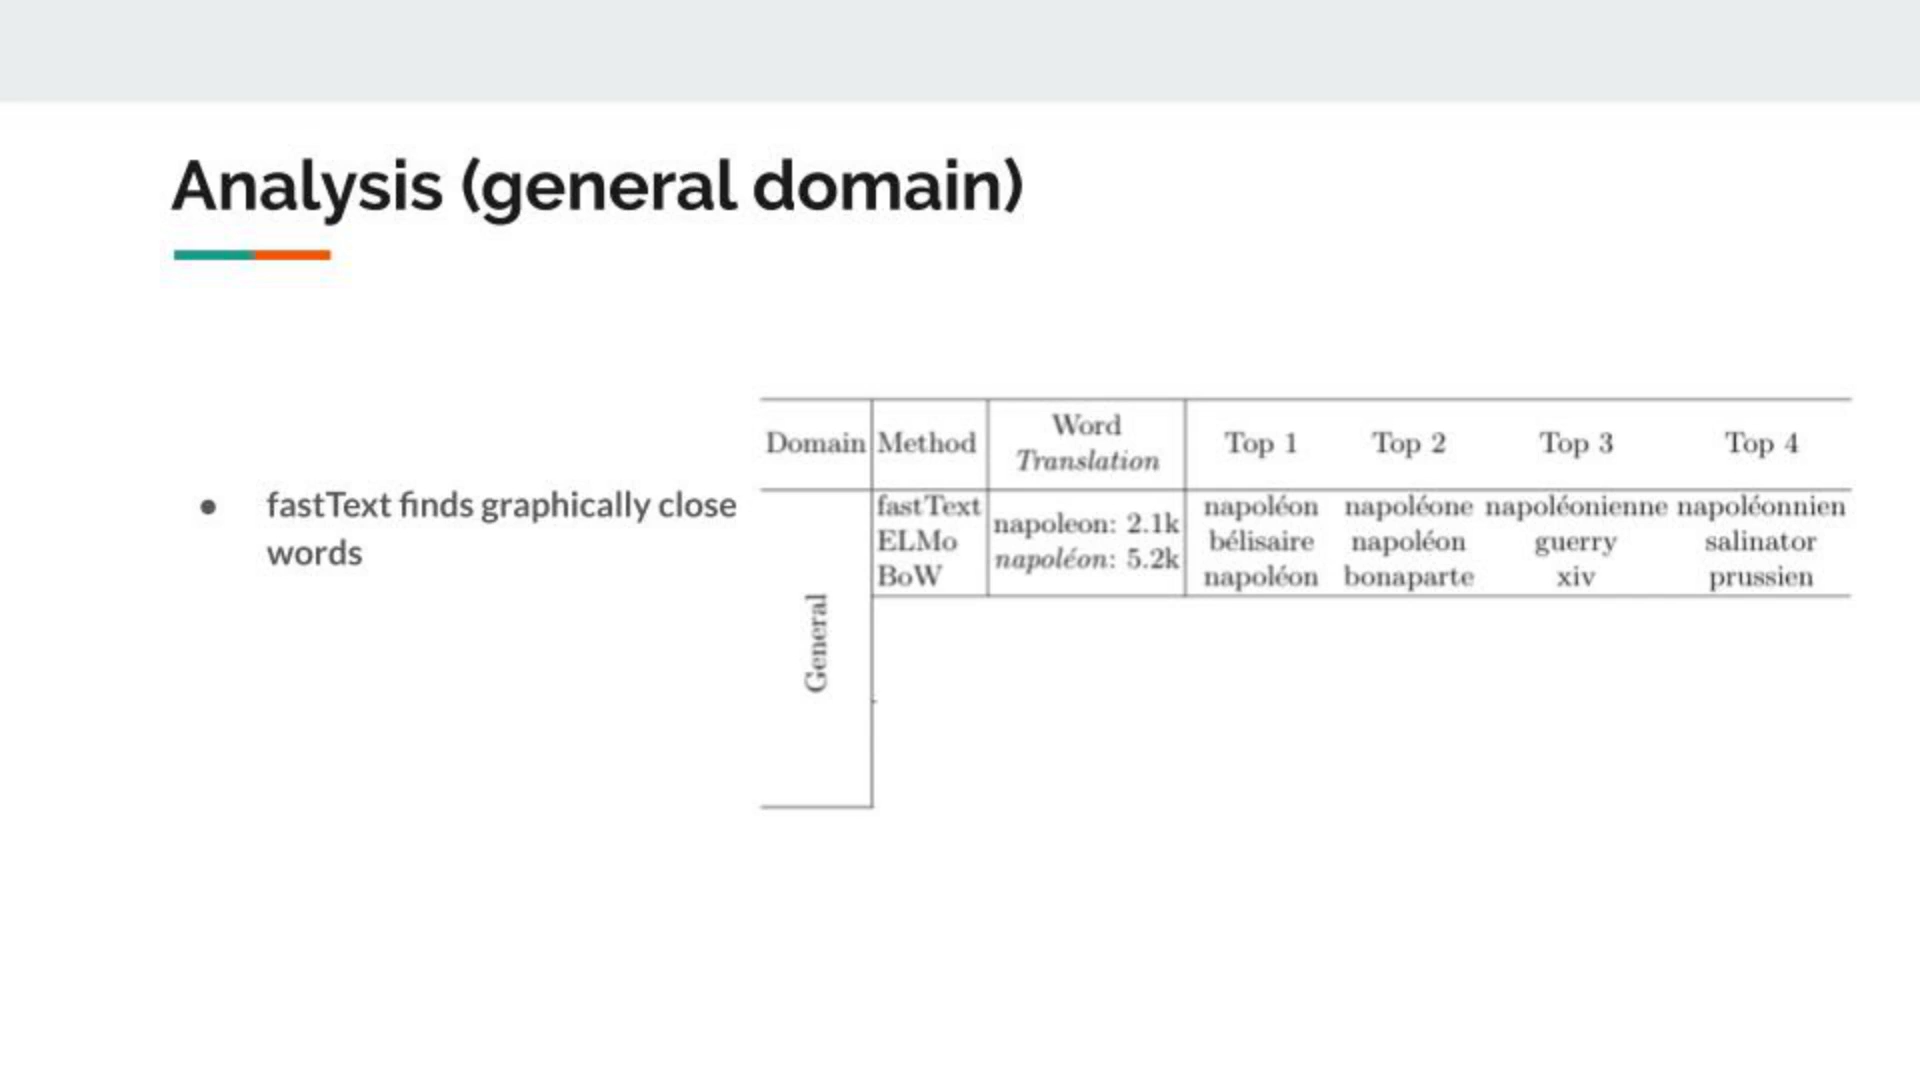 Analysis (general domain)
● fastText finds graphically close
words
Domain Method Word Translation Top 1 Top 2 Top 3 Top 4
General
fastText napoleon: 2.1k napoléon napoléone napoléonienne napoléonnien
ELMo napoléon: 5.2k bélisaire napoléon guerry salinator
BoW napoléon bonaparte xiv prussien